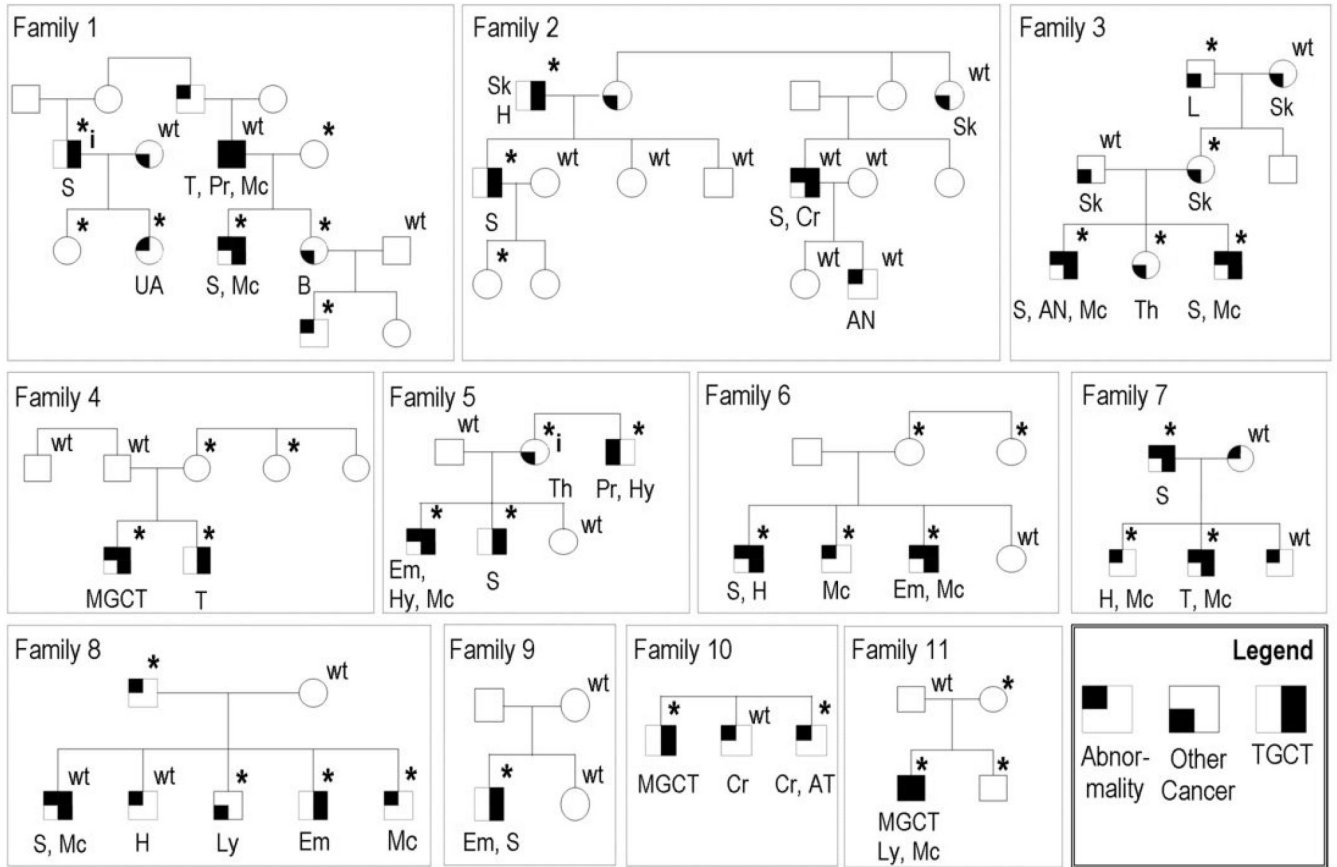 Family 1
* i
wt
wt
*
S
T, Pr, Mc
*
*
*
*
wt
UA
S, Mc
B
*
Family 2
Sk
H
*
wt
Sk
*
wt
wt
wt
wt
wt
S
S, Cr
*
wt
wt
AN
Family 3
*
wt
L
Sk
*
Sk
Sk
*
*
*
S, AN, Mc
Th
S, Mc
Family 4
wt
wt
*
*
*
*
MGCT
T
Family 5
wt
* i
*
Th
Pr, Hy
*
*
wt
Em,
Hy, Mc
S
Family 6
*
*
*
*
*
S, H
Mc
Em, Mc
Family 7
*
wt
S
*
*
wt
H, Mc
T, Mc
Family 8
*
wt
wt
wt
*
*
*
S, Mc
H
Ly
Em
Mc
Family 9
wt
*
wt
Em, S
Family 10
*
wt
*
MGCT
Cr
Cr, AT
Family 11
wt
*
*
*
MGCT
Ly, Mc
Legend
Abnor-
mality
Other
Cancer
TGCT